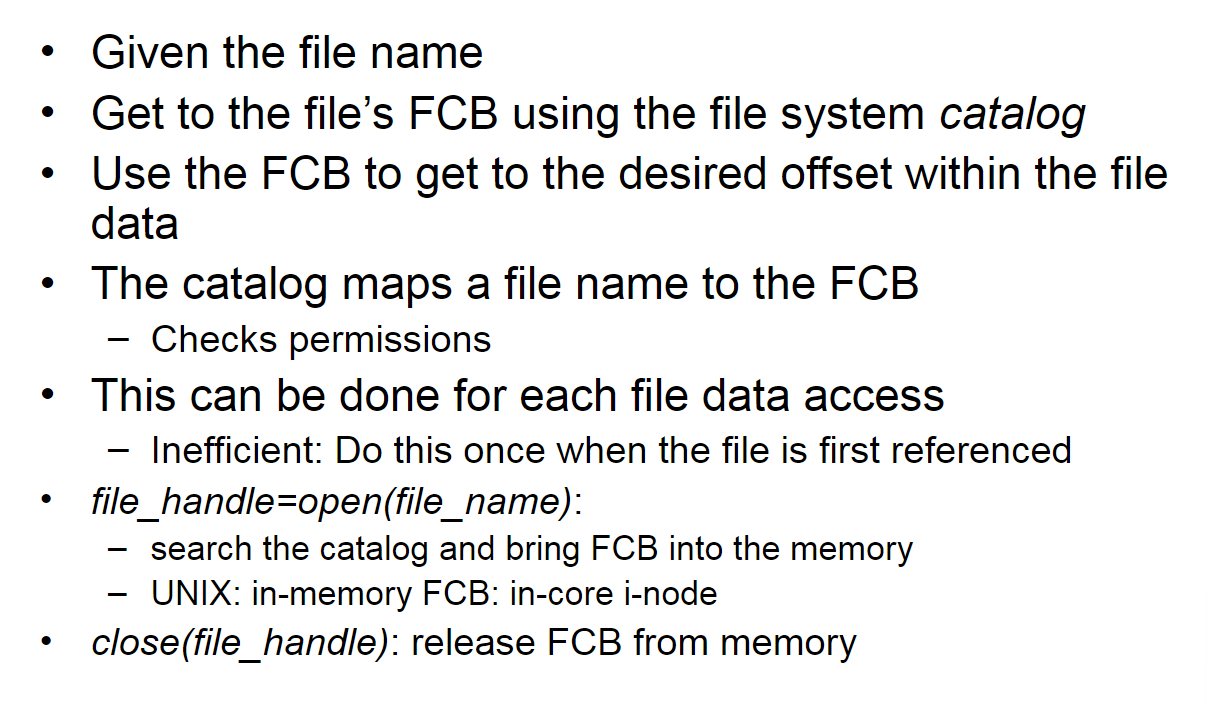 • Given the file name
• Get to the file’s FCB using the file system catalog
• Use the FCB to get to the desired offset within the file
data
• The catalog maps a file name to the FCB
– Checks permissions
• This can be done for each file data access
– Inefficient: Do this once when the file is first referenced
• file_handle=open(file_name):
– search the catalog and bring FCB into the memory
– UNIX: in-memory FCB: in-core i-node
• close(file_handle): release FCB from memory